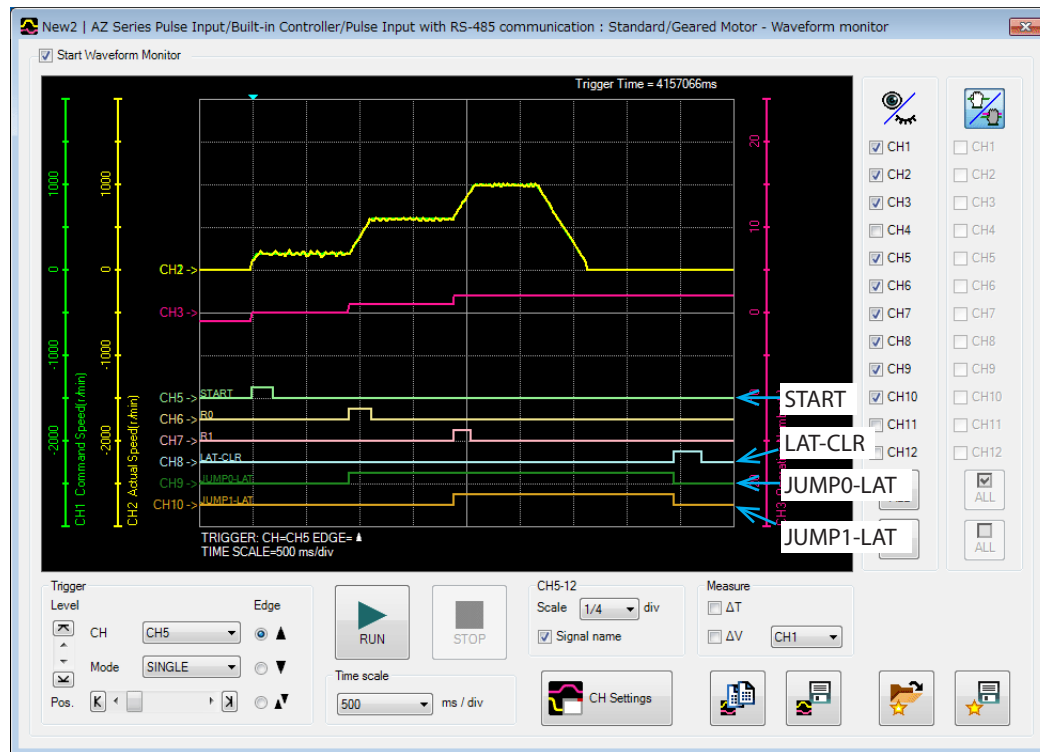 New2 | AZ Series Pulse Input/Built-in Controller/Pulse Input with RS-485 communication : Standard/Geared Motor - Waveform monitor
Start Waveform Monitor
Trigger Time = 4157066ms
1000
0
-1000
-2000
CH1 Command Speed(r/min)
1000
0
-1000
-2000
CH2 Actual Speed(r/min)
20
10
0
CH2 ->
CH3 ->
CH5 -> START
CH6 -> R0
CH7 -> R1
CH8 -> LAT-CLR
CH9 -> JUMP0-LAT
CH10 -> JUMP1-LAT
START
LAT-CLR
JUMP0-LAT
JUMP1-LAT
TRIGGER: CH=CH5 EDGE=
TIME SCALE=500 ms/div
CH1
CH2
CH3
CH4
CH5
CH6
CH7
CH8
CH9
CH10
CH11
CH12
CH1
CH2
CH3
CH4
CH5
CH6
CH7
CH8
CH9
CH10
CH11
CH12
ALL
ALL
Trigger
Level
Edge
CH
CH5
Mode
SINGLE
Pos.
RUN
STOP
Time scale
500
ms / div
CH5-12
Scale
1/4
div
Signal name
Measure
ΔT
ΔV
CH1
CH Settings